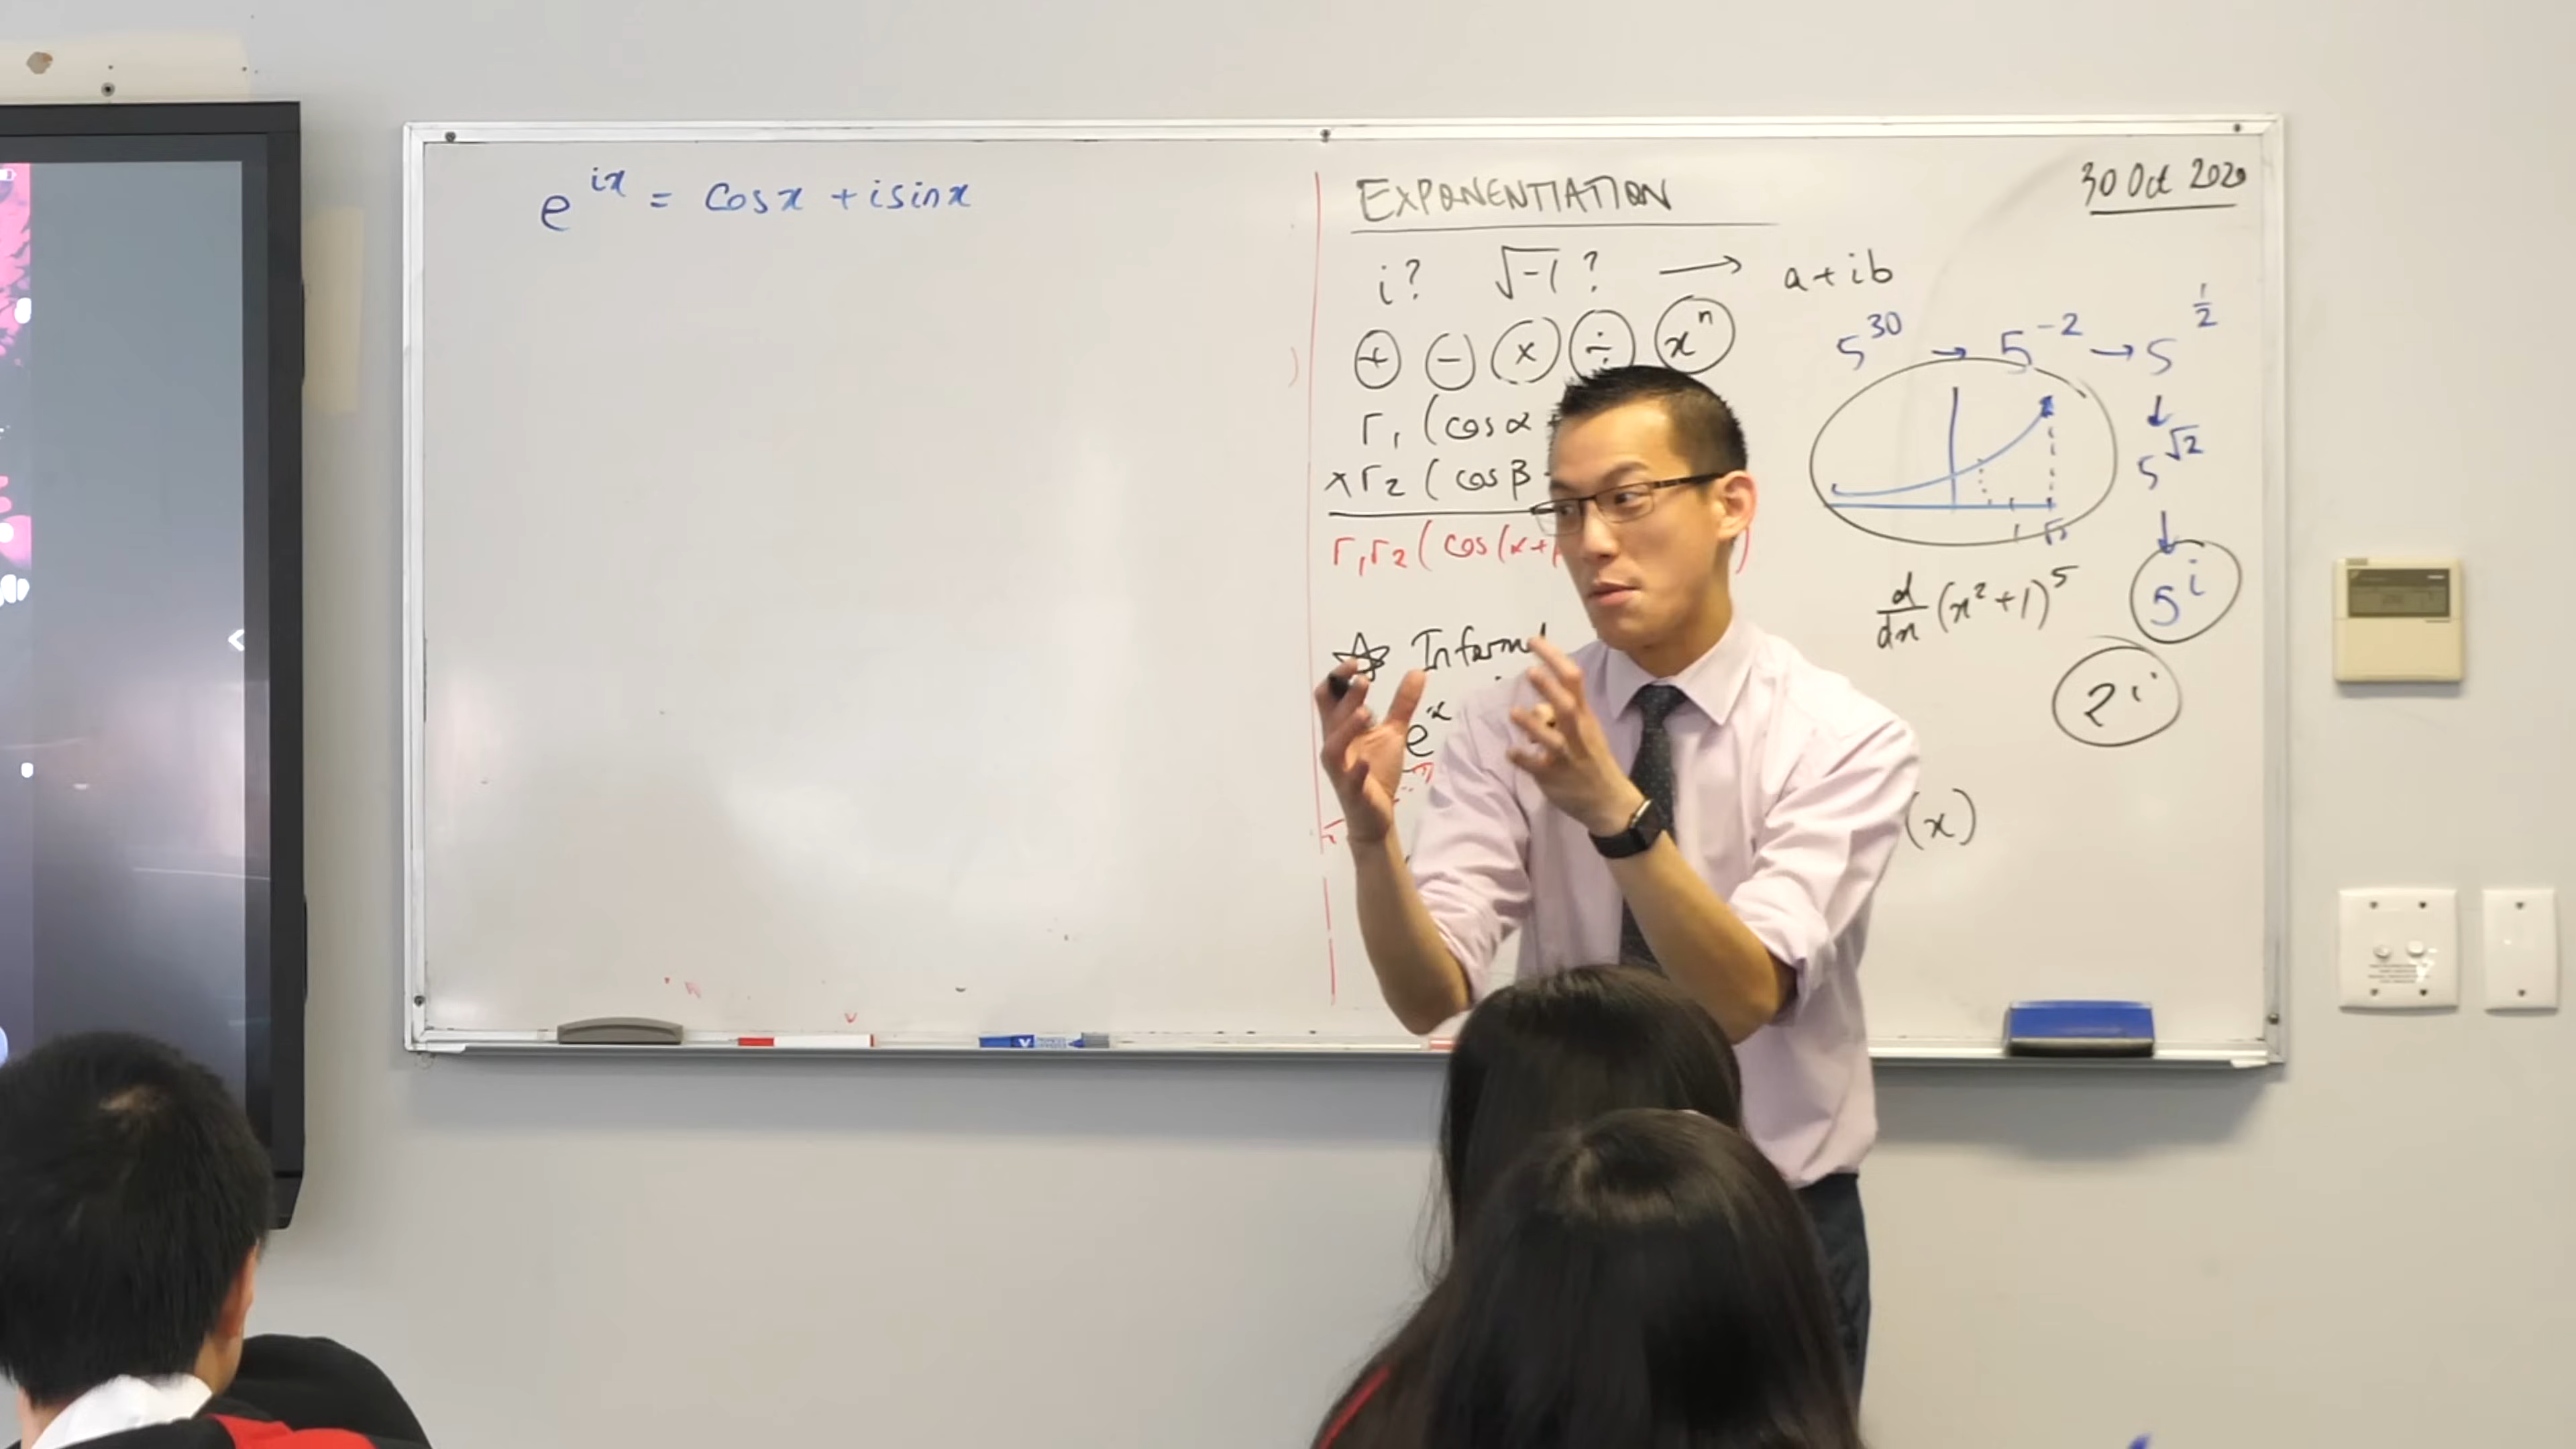 e^{ix} = cos x + i sin x
EXPONENTIATION
30 Oct 2020
i? √-1 ? → a+ib
+ - × ÷ x^n
5^{30} → 5^{-2} → 5^{1/2}
↓
5^{√2}
↓
5^i
r₁ (cos α +
× r₂ (cos β
r₁r₂ (cos(α+
)
1
d/dx (x²+1)^5
2^i
☆
e^x
(x)
V